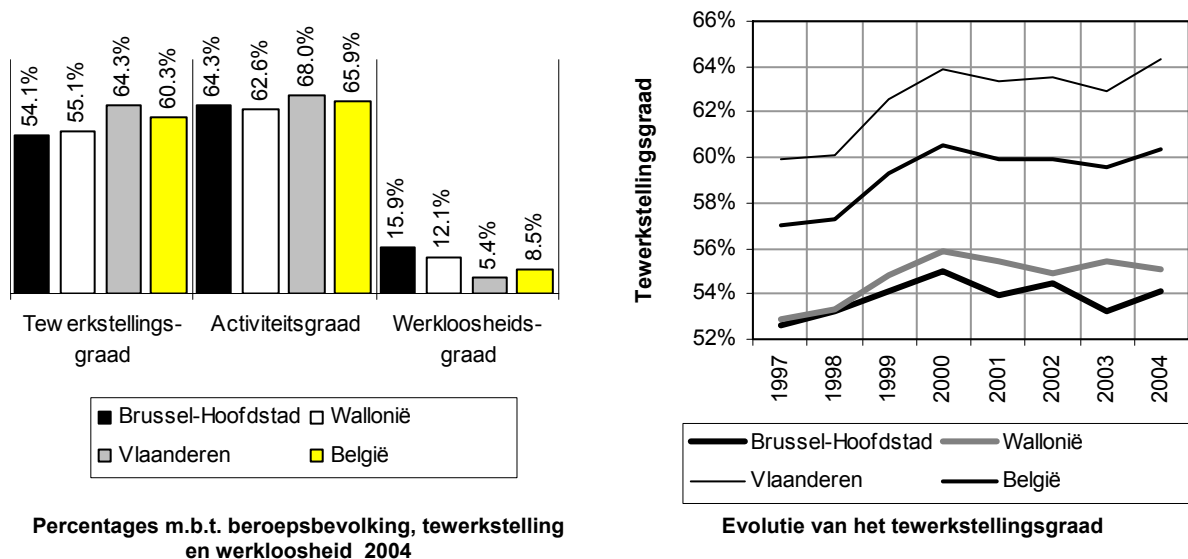 54.1%
55.1%
64.3%
60.3%
64.3%
62.6%
68.0%
65.9%
15.9%
12.1%
5.4%
8.5%
Tewerkstellings-
graad
Activiteitsgraad
Werkloosheids-
graad
Brussel-Hoofdstad
Wallonië
Vlaanderen
België
Percentages m.b.t. beroepsbevolking, tewerkstelling
en werkloosheid 2004
Tewerkstellingsgraad
66%
64%
62%
60%
58%
56%
54%
52%
1997
1998
1999
2000
2001
2002
2003
2004
Brussel-Hoofdstad
Wallonië
Vlaanderen
België
Evolutie van het tewerkstellingsgraad